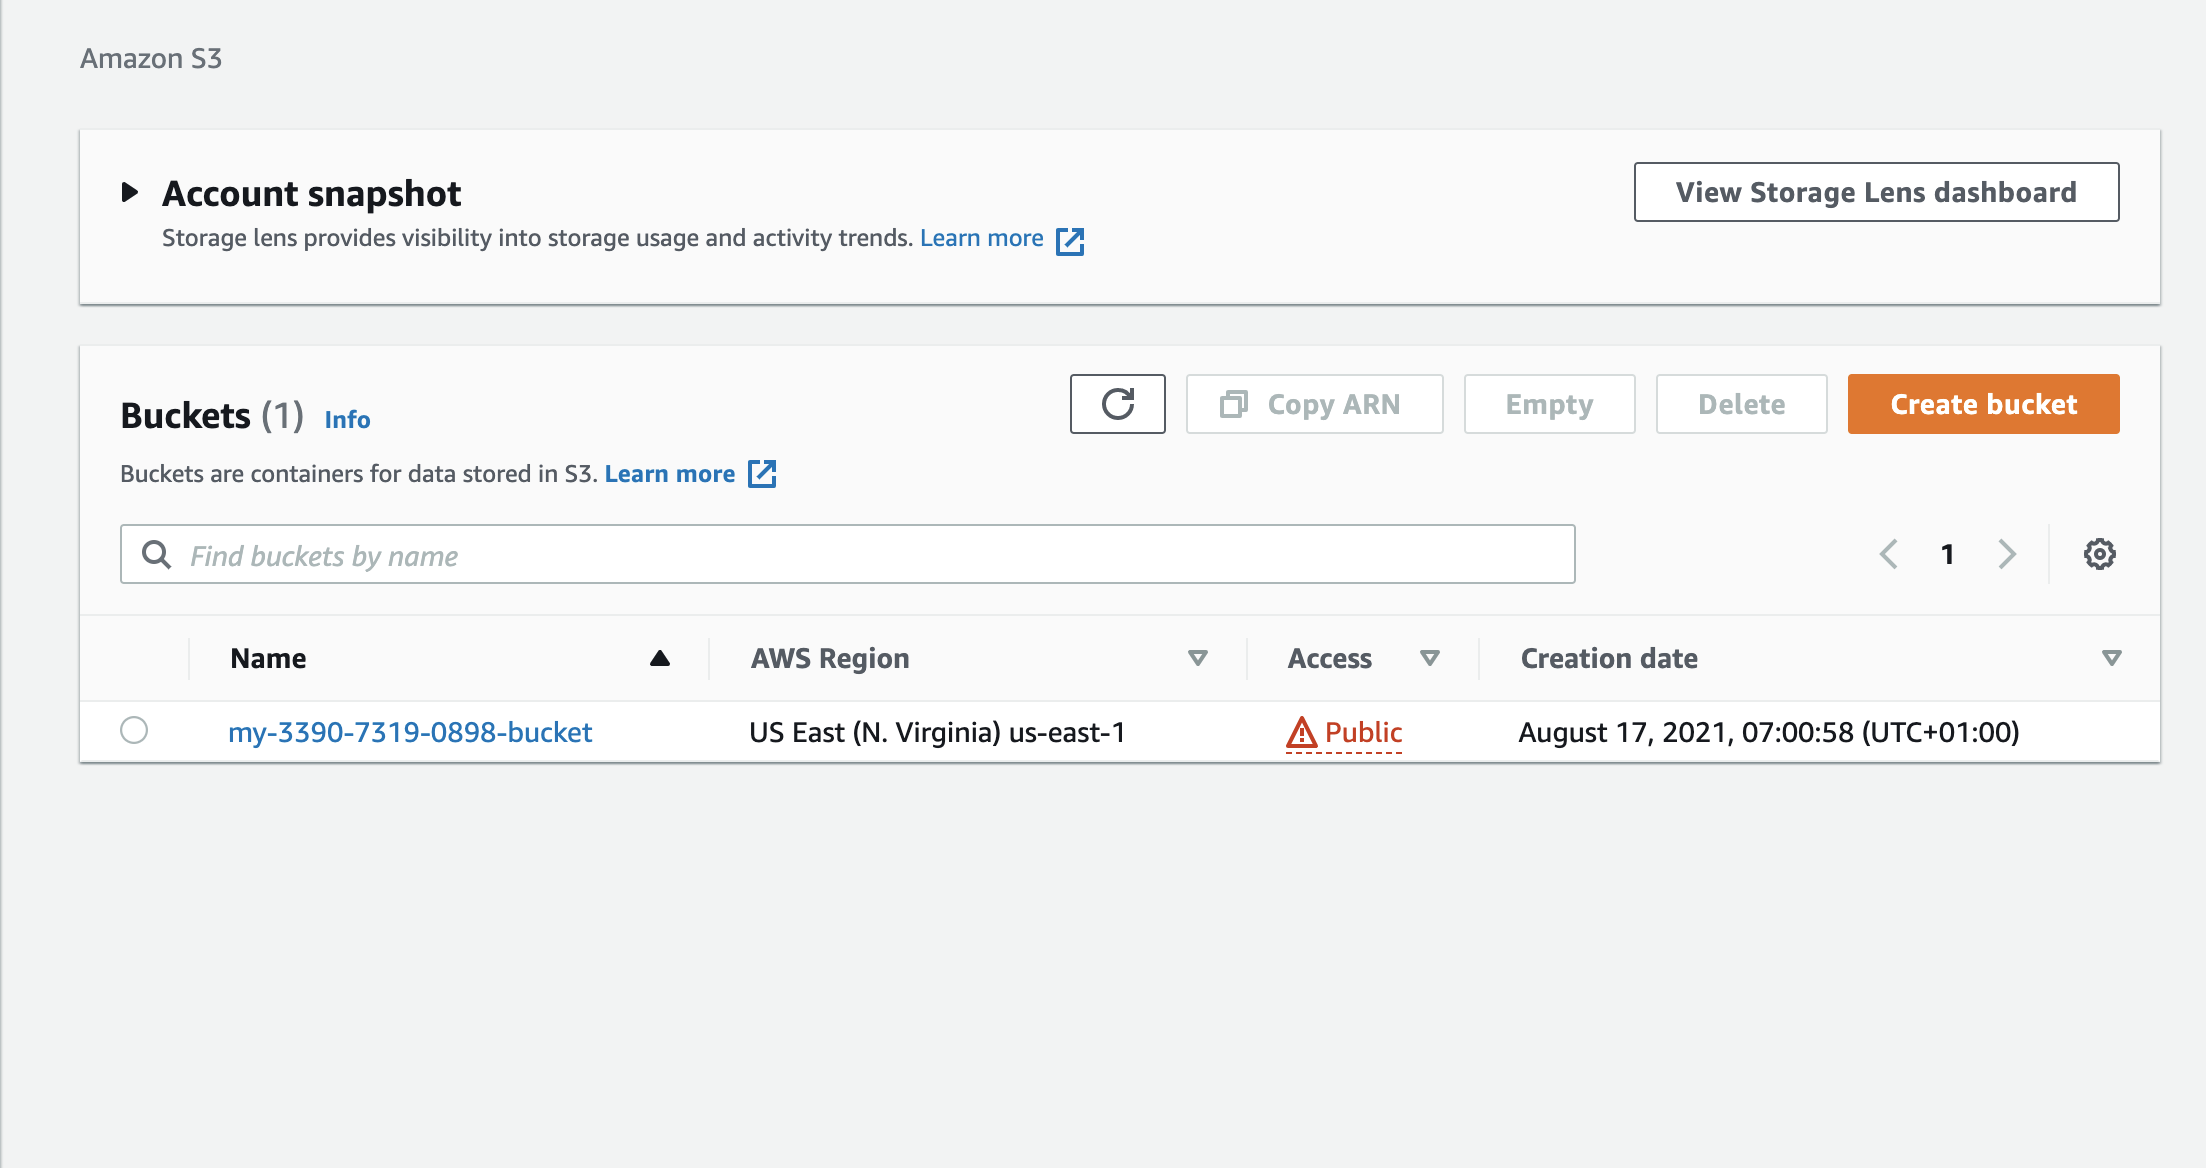 Amazon S3
Account snapshot
View Storage Lens dashboard
Storage lens provides visibility into storage usage and activity trends. Learn more
Buckets (1) Info
Copy ARN
Empty
Delete
Create bucket
Buckets are containers for data stored in S3. Learn more
Find buckets by name
1
Name AWS Region Access Creation date
my-3390-7319-0898-bucket US East (N. Virginia) us-east-1 Public August 17, 2021, 07:00:58 (UTC+01:00)